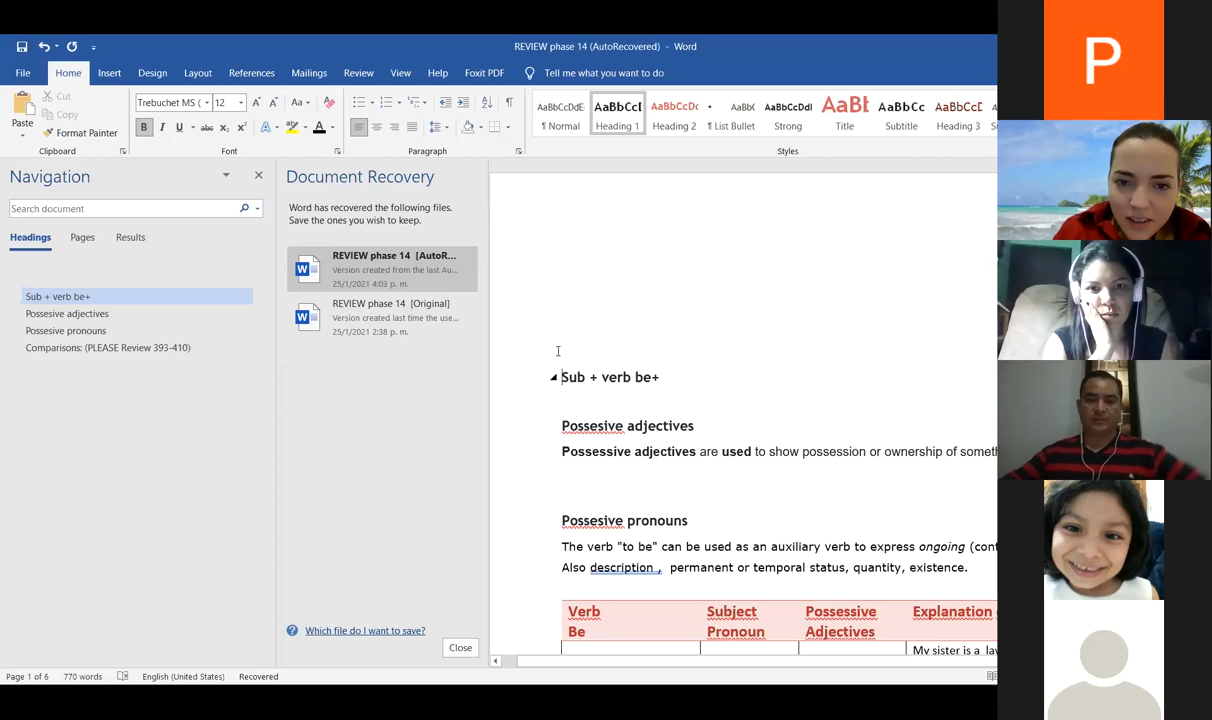 REVIEW phase 14 (AutoRecovered) - Word
File Home Insert Design Layout References Mailings Review View Help Foxit PDF Tell me what you want to do
Paste
Cut
Copy
Format Painter
Clipboard
Trebuchet MS ( 12
Font
Paragraph
AaBbCcDdE AaBbCcI AaBbCcDc AaBbC AaBbCcDdI AaBb AaBbCc AaBbCcD
¶ Normal Heading 1 Heading 2 ¶ List Bullet Strong Title Subtitle Heading 3
Styles
Navigation
Search document
Headings Pages Results
Sub + verb be+
Possesive adjectives
Possesive pronouns
Comparisons: (PLEASE Review 393-410)
Document Recovery
Word has recovered the following files.
Save the ones you wish to keep.
REVIEW phase 14 [AutoR...
Version created from the last Au...
25/1/2021 4:03 p. m.
REVIEW phase 14 [Original]
Version created last time the use...
25/1/2021 2:38 p. m.
Which file do I want to save?
Close
Sub + verb be+
Possesive adjectives
Possessive adjectives are used to show possession or ownership of someth
Possesive pronouns
The verb "to be" can be used as an auxiliary verb to express ongoing (cont
Also description , permanent or temporal status, quantity, existence.
Verb Be
Subject Pronoun
Possessive Adjectives
Explanation
My sister is a
Page 1 of 6 770 words English (United States) Recovered
P